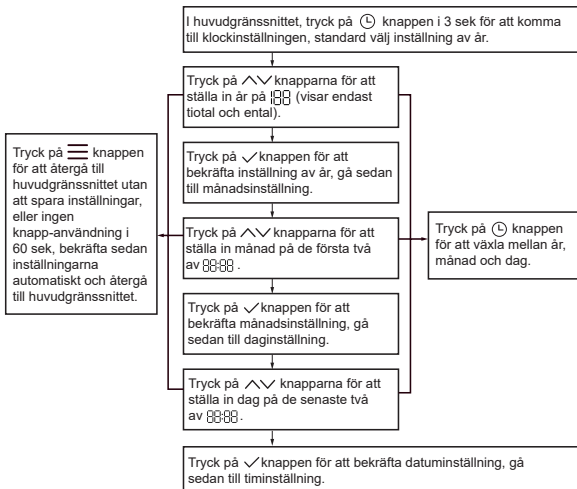 I huvudgränssnittet, tryck på knappen i 3 sek för att komma
till klockinställningen, standard välj inställning av år.
Tryck på knapparna för att
ställa in år på 188 (visar endast
tiotal och ental).
Tryck på knappen för att
bekräfta inställning av år, gå sedan
till månadsinställning.
Tryck på knappen
för att återgå till
huvudgränssnittet utan
att spara inställningar,
eller ingen
knapp-användning i
60 sek, bekräfta sedan
inställningarna
automatiskt och återgå
till huvudgränssnittet.
Tryck på knapparna för att
ställa in månad på de första två
av 88:88.
Tryck på knappen
för att växla mellan år,
månad och dag.
Tryck på knappen för att
bekräfta månadsinställning, gå
sedan till daginställning.
Tryck på knapparna för att
ställa in dag på de senaste två
av 88:88.
Tryck på knappen för att bekräfta datuminställning, gå
sedan till timinställning.